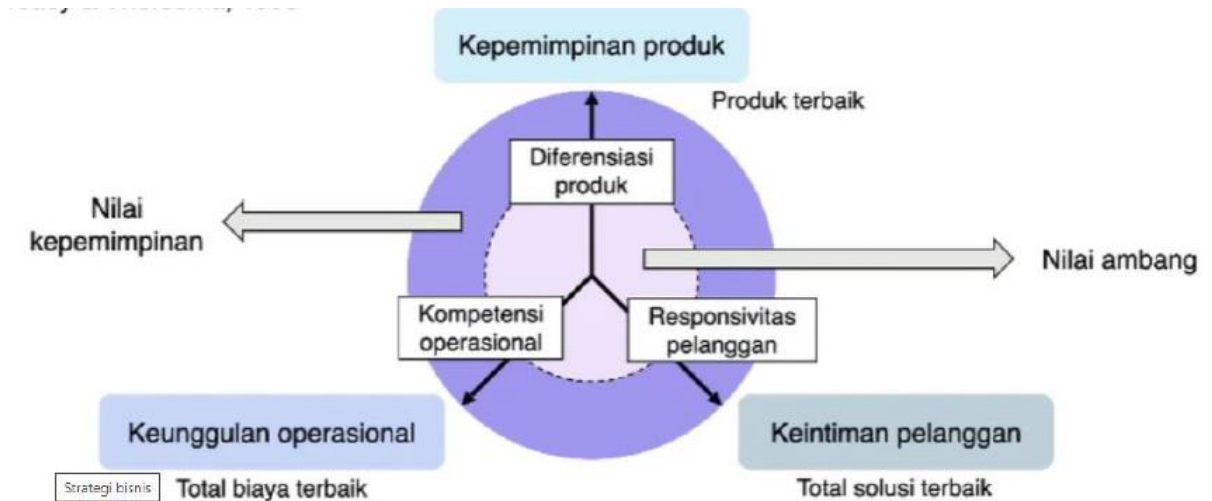 Kepemimpinan produk
Produk terbaik
Diferensiasi
produk
Nilai
kepemimpinan
Nilai ambang
Kompetensi
operasional
Responsivitas
pelanggan
Keunggulan operasional
Keintiman pelanggan
Strategi bisnis
Total biaya terbaik
Total solusi terbaik